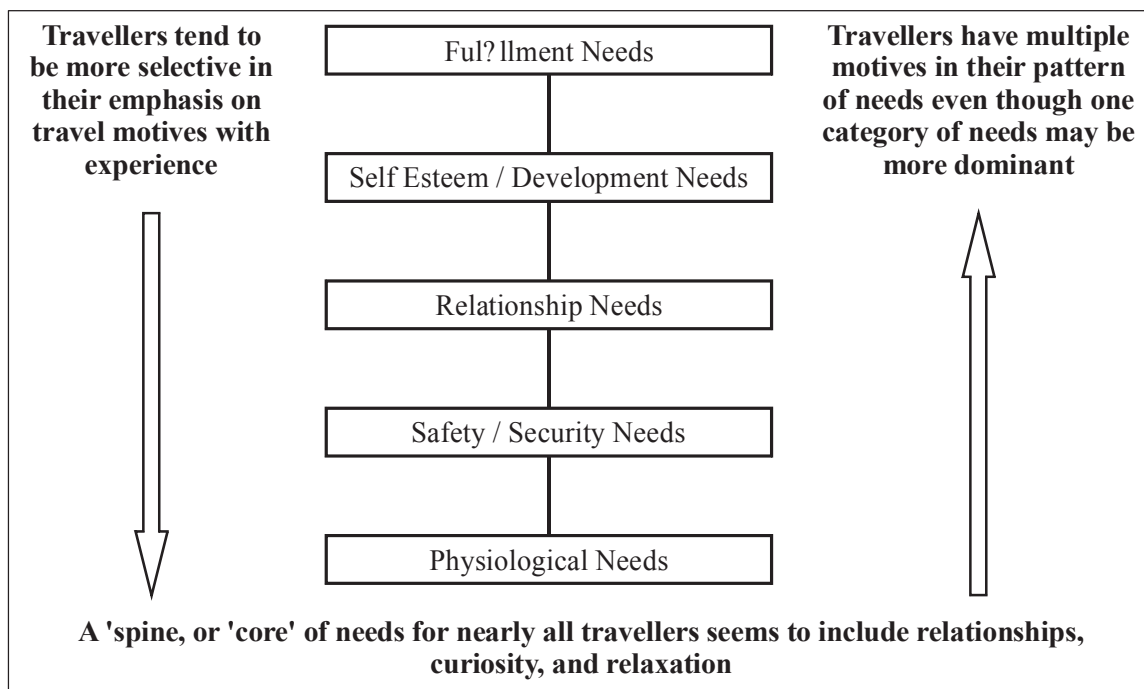 Travellers tend to
be more selective in
their emphasis on
travel motives with
experience
Ful?llment Needs
Self Esteem / Development Needs
Relationship Needs
Safety / Security Needs
Physiological Needs
Travellers have multiple
motives in their pattern
of needs even though one
category of needs may be
more dominant
A 'spine, or 'core' of needs for nearly all travellers seems to include relationships,
curiosity, and relaxation